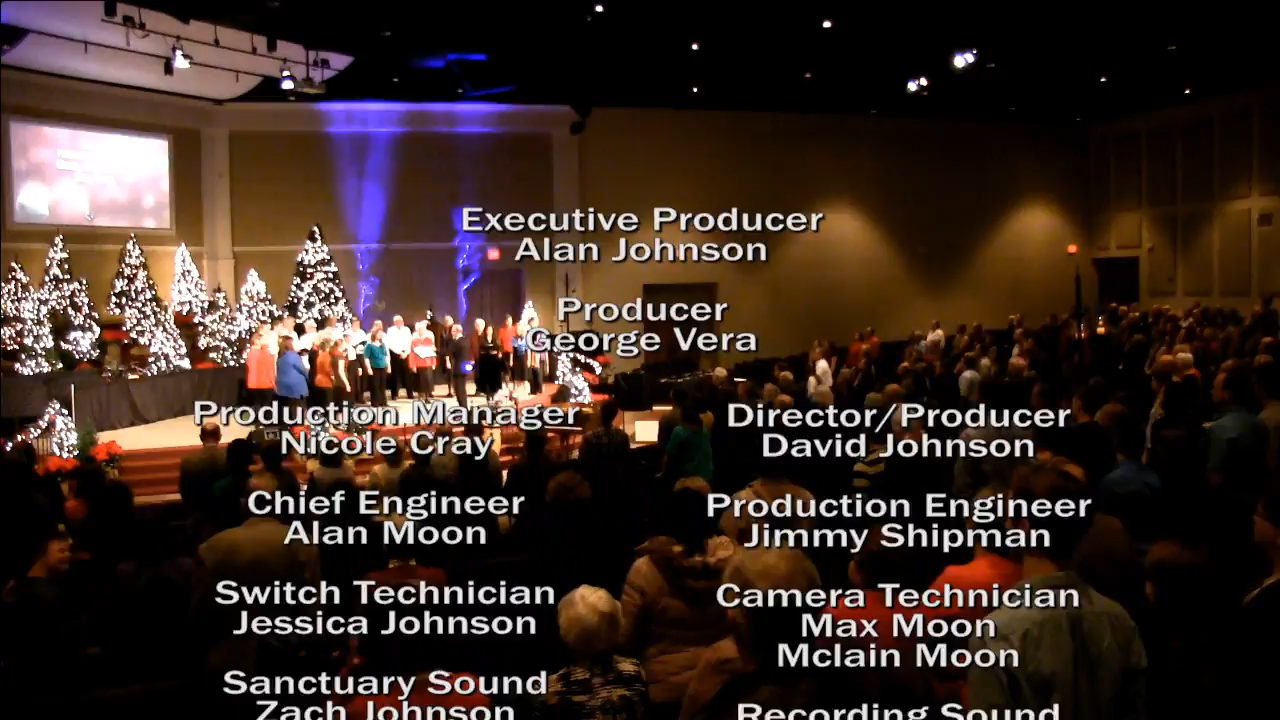 Executive Producer
Alan Johnson
Producer
George Vera
Production Manager
Nicole Cray
Director/Producer
David Johnson
Chief Engineer
Alan Moon
Production Engineer
Jimmy Shipman
Switch Technician
Jessica Johnson
Camera Technician
Max Moon
Mclain Moon
Sanctuary Sound
Zach Johnson
Recording Sound